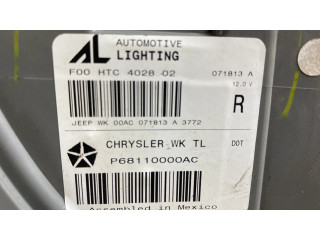 AL AUTOMOTIVE
LIGHTING
F00 HTC 4028 02 071813 A
12.0 V
R
JEEP WK 00AC 071813 A 3772
CHRYSLER WK TL DOT
P68110000AC
Assembled in Mexico